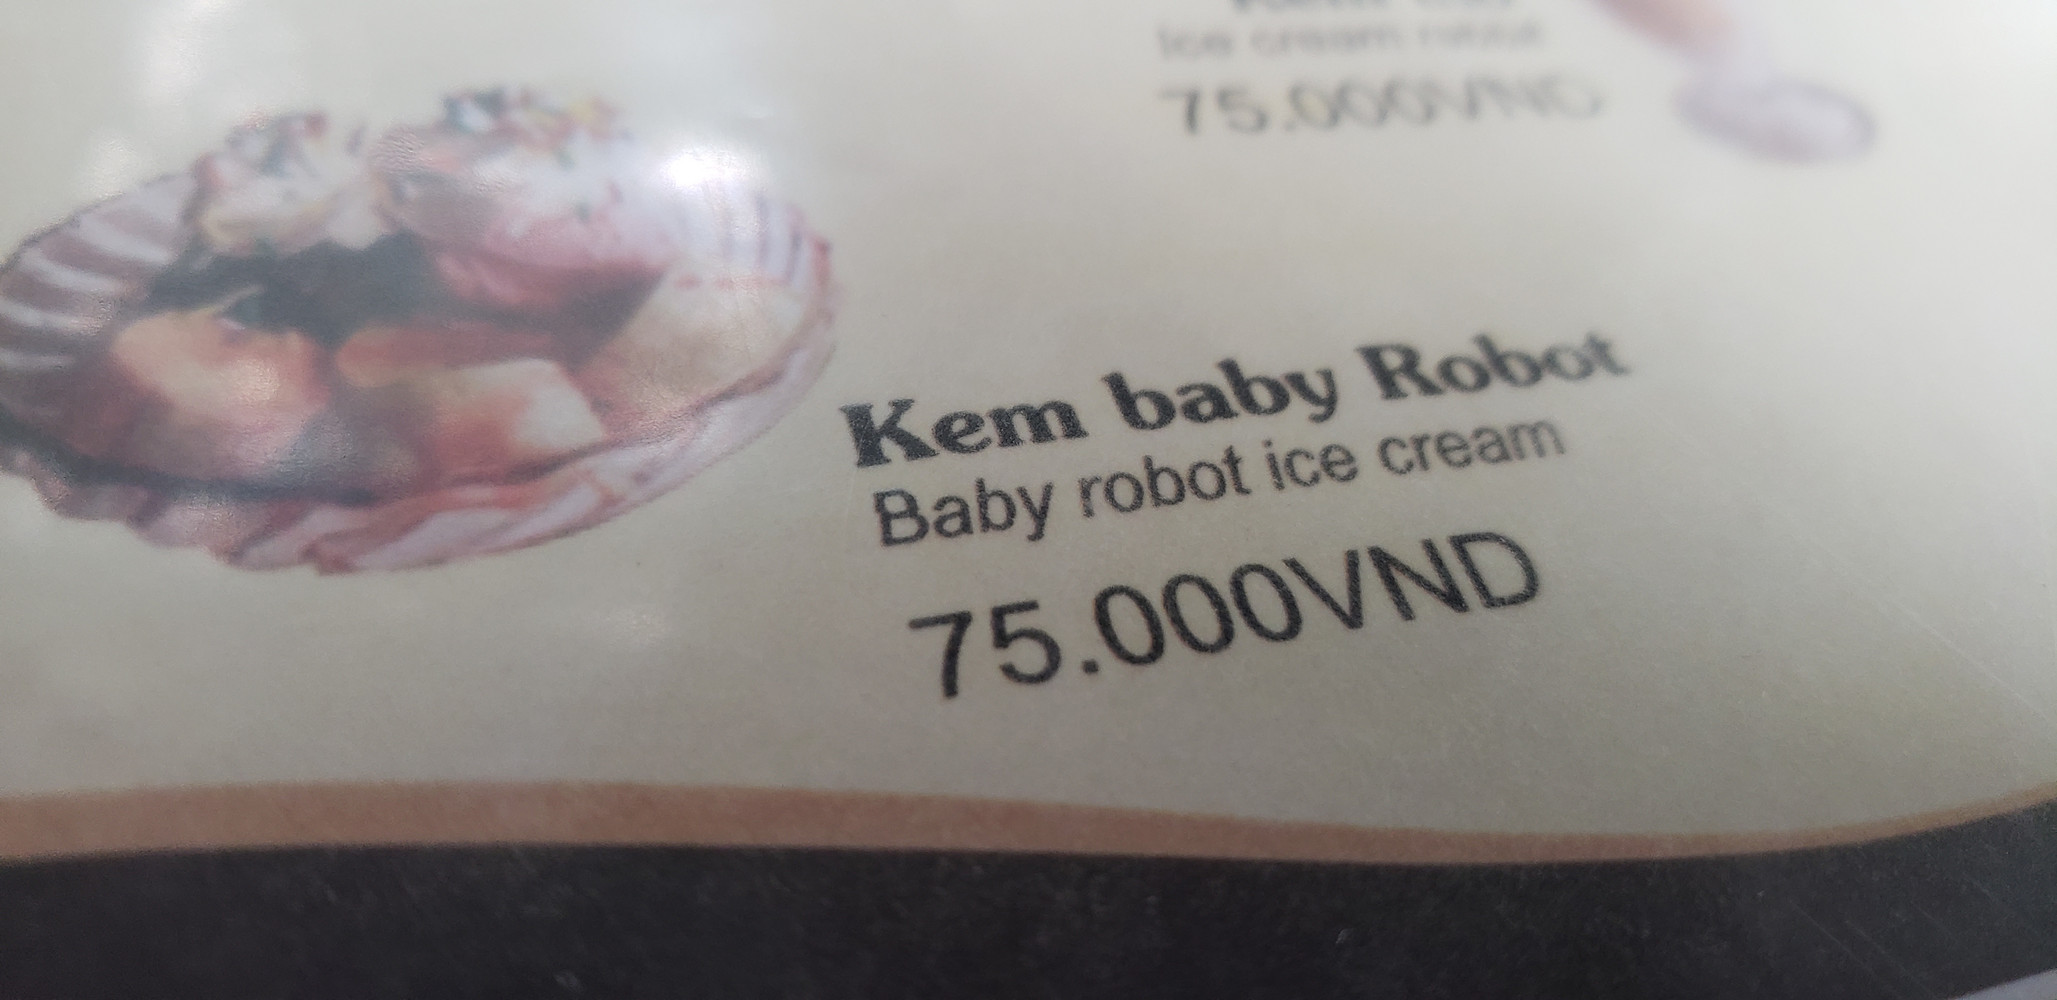 Ice cream
75.000VND
Kem baby Robot
Baby robot ice cream
75.000VND